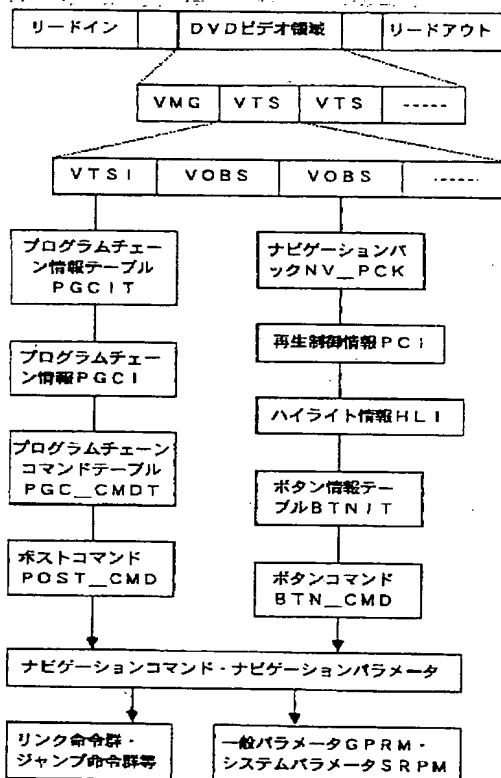 リードイン DVDビデオ領域 リードアウト
VMG VTS VTS -----
VTSI VOBS VOBS -----
プログラムチェー
ン情報テーブル
PGCIT
ナビゲーションパ
ックNV__PCK
プログラムチェー
ン情報PGCI
再生制御情報PCI
ハイライト情報HLI
プログラムチェーン
コマンドテーブル
PGC__CMDT
ボタン情報テー
ブルBTNIT
ポストコマンド
POST__CMD
ボタンコマンド
BTN__CMD
ナビゲーションコマンド・ナビゲーションパラメータ
リンク命令群・
ジャンプ命令群等
一般パラメータGPRM・
システムパラメータSRPM